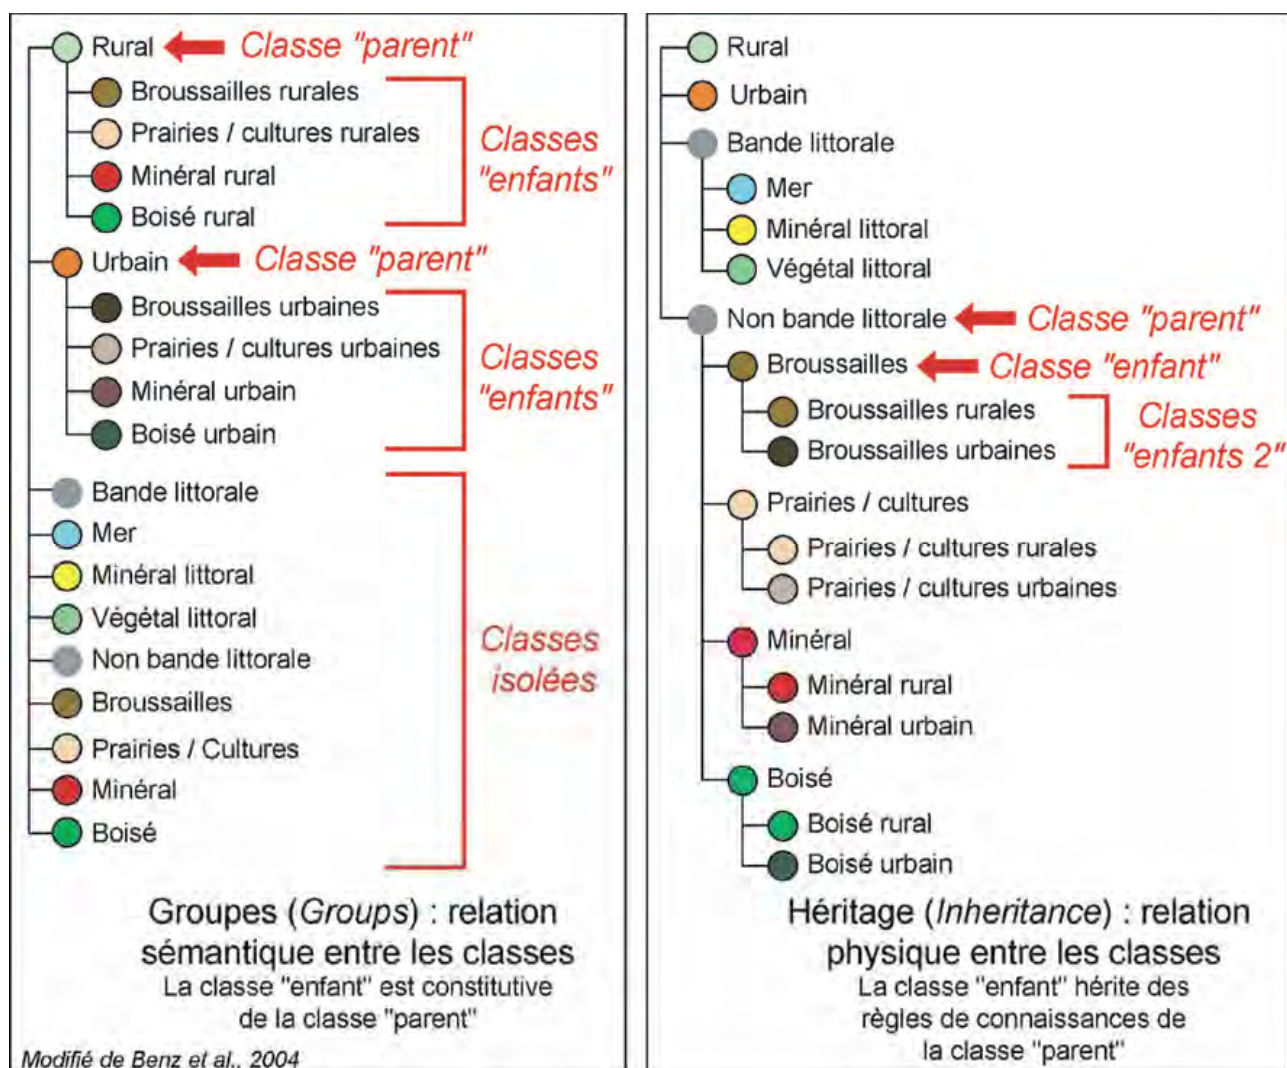 Rural
Classe "parent"
Broussailles rurales
Prairies / cultures rurales
Minéral rural
Boisé rural
Classes
"enfants"
Urbain
Classe "parent"
Broussailles urbaines
Prairies / cultures urbaines
Minéral urbain
Boisé urbain
Classes
"enfants"
Bande littorale
Mer
Minéral littoral
Végétal littoral
Non bande littorale
Broussailles
Prairies / Cultures
Minéral
Boisé
Classes
isolées
Groupes (Groups) : relation
sémantique entre les classes
La classe "enfant" est constitutive
de la classe "parent"
Modifié de Benz et al., 2004
Rural
Urbain
Bande littorale
Mer
Minéral littoral
Végétal littoral
Non bande littorale
Classe "parent"
Broussailles
Classe "enfant"
Broussailles rurales
Broussailles urbaines
Classes
"enfants 2"
Prairies / cultures
Prairies / cultures rurales
Prairies / cultures urbaines
Minéral
Minéral rural
Minéral urbain
Boisé
Boisé rural
Boisé urbain
Héritage (Inheritance) : relation
physique entre les classes
La classe "enfant" hérite des
règles de connaissances de
la classe "parent"